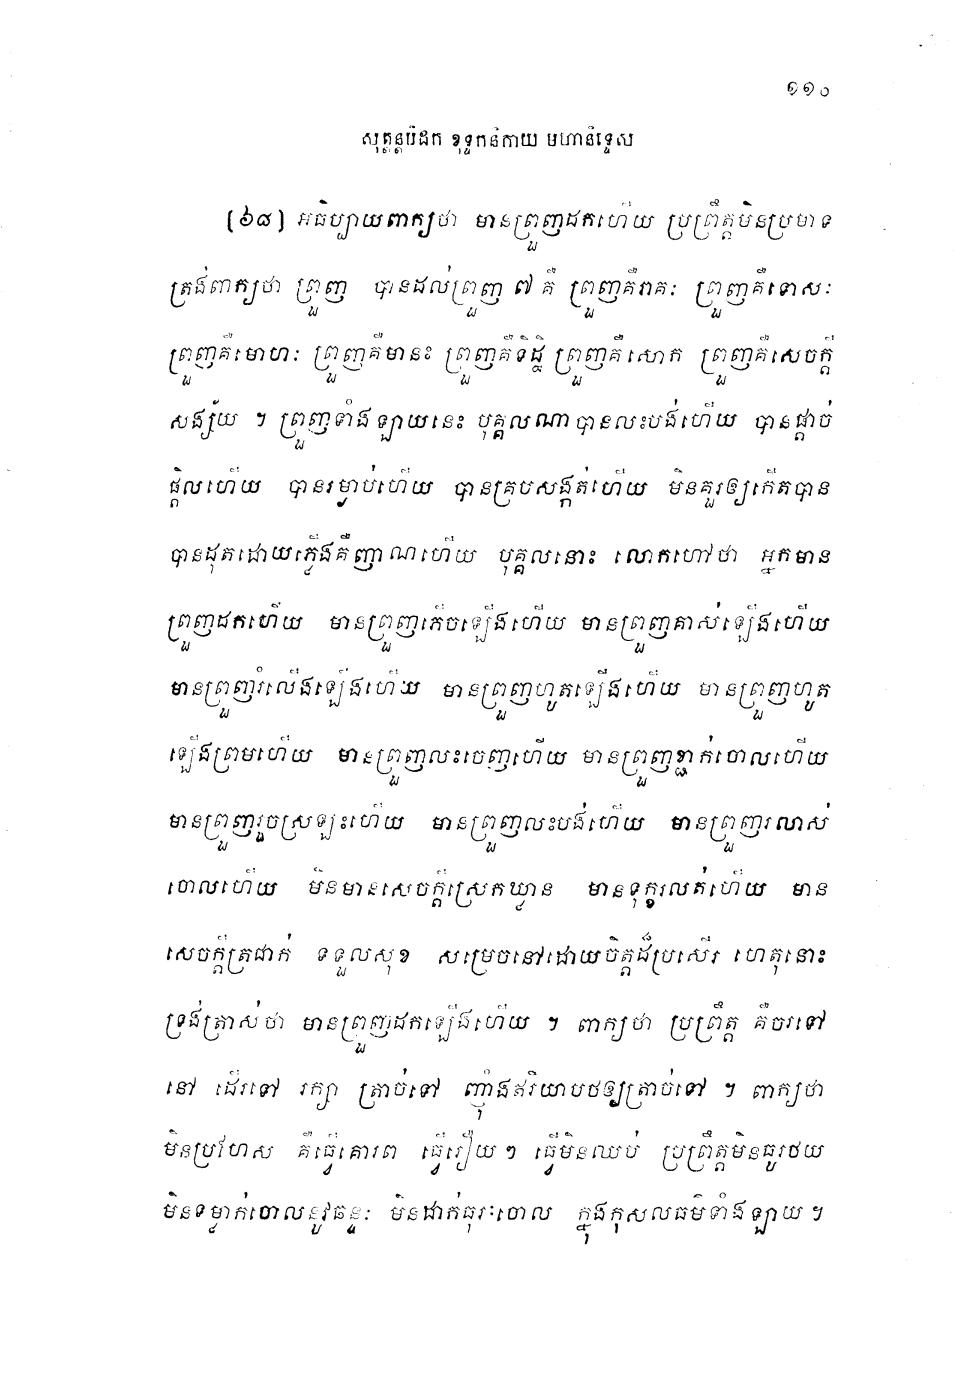 ១១០
សុត្តន្តបិដក ខុទ្ទកនិកាយ មហានិទ្ទេស
(៦៨) អធិប្បាយពាក្យថា មានព្រួញដកហើយ ប្រព្រឹត្តមិនប្រមាទ
ត្រង់ពាក្យថា ព្រួញ បានដល់ព្រួញ ៧ គឺ ព្រួញគឺរាគៈ ព្រួញគឺទោសៈ
ព្រួញគឺមោហៈ ព្រួញគឺមានះ ព្រួញគឺទិដ្ឋិ ព្រួញគឺសោក ព្រួញគឺសេចក្តី
សង្ស័យ ។ ព្រួញទាំងឡាយនេះ បុគ្គលណាបានលះបង់ហើយ បានផ្តាច់
ផ្តិលហើយ បានរម្ងាប់ហើយ បានគ្របសង្កត់ហើយ មិនគួរឲ្យកើតបាន
បានដុតដោយភ្លើងគឺញាណហើយ បុគ្គលនោះ លោកហៅថា អ្នកមាន
ព្រួញដកហើយ មានព្រួញគើចឡើងហើយ មានព្រួញគាស់ឡើងហើយ
មានព្រួញរំលើងឡើងហើយ មានព្រួញហូតឡើងហើយ មានព្រួញហូត
ឡើងព្រមហើយ មានព្រួញលះចេញហើយ មានព្រួញខ្ជាក់ចោលហើយ
មានព្រួញរួចស្រឡះហើយ មានព្រួញលះបង់ហើយ មានព្រួញរលាស់
ចោលហើយ មិនមានសេចក្តីស្រេកឃ្លាន មានទុក្ខរលត់ហើយ មាន
សេចក្តីត្រជាក់ ទទួលសុខ សម្រេចនៅដោយចិត្តដ៏ប្រសើរ ហេតុនោះ
ទ្រង់ត្រាស់ថា មានព្រួញដកឡើងហើយ ។ ពាក្យថា ប្រព្រឹត្ត គឺចរទៅ
នៅ ដើរទៅ រក្សា ត្រាច់ទៅ ញ៉ាំងឥរិយាបថឲ្យត្រាច់ទៅ ។ ពាក្យថា
មិនប្រហែស គឺធ្វើគោរព ធ្វើរឿយៗ ធ្វើមិនឈប់ ប្រព្រឹត្តមិនធូរថយ
មិនទម្លាក់ចោលនូវឆន្ទៈ មិនដាក់ធុរៈចោល ក្នុងកុសលធម៌ទាំងឡាយ ។